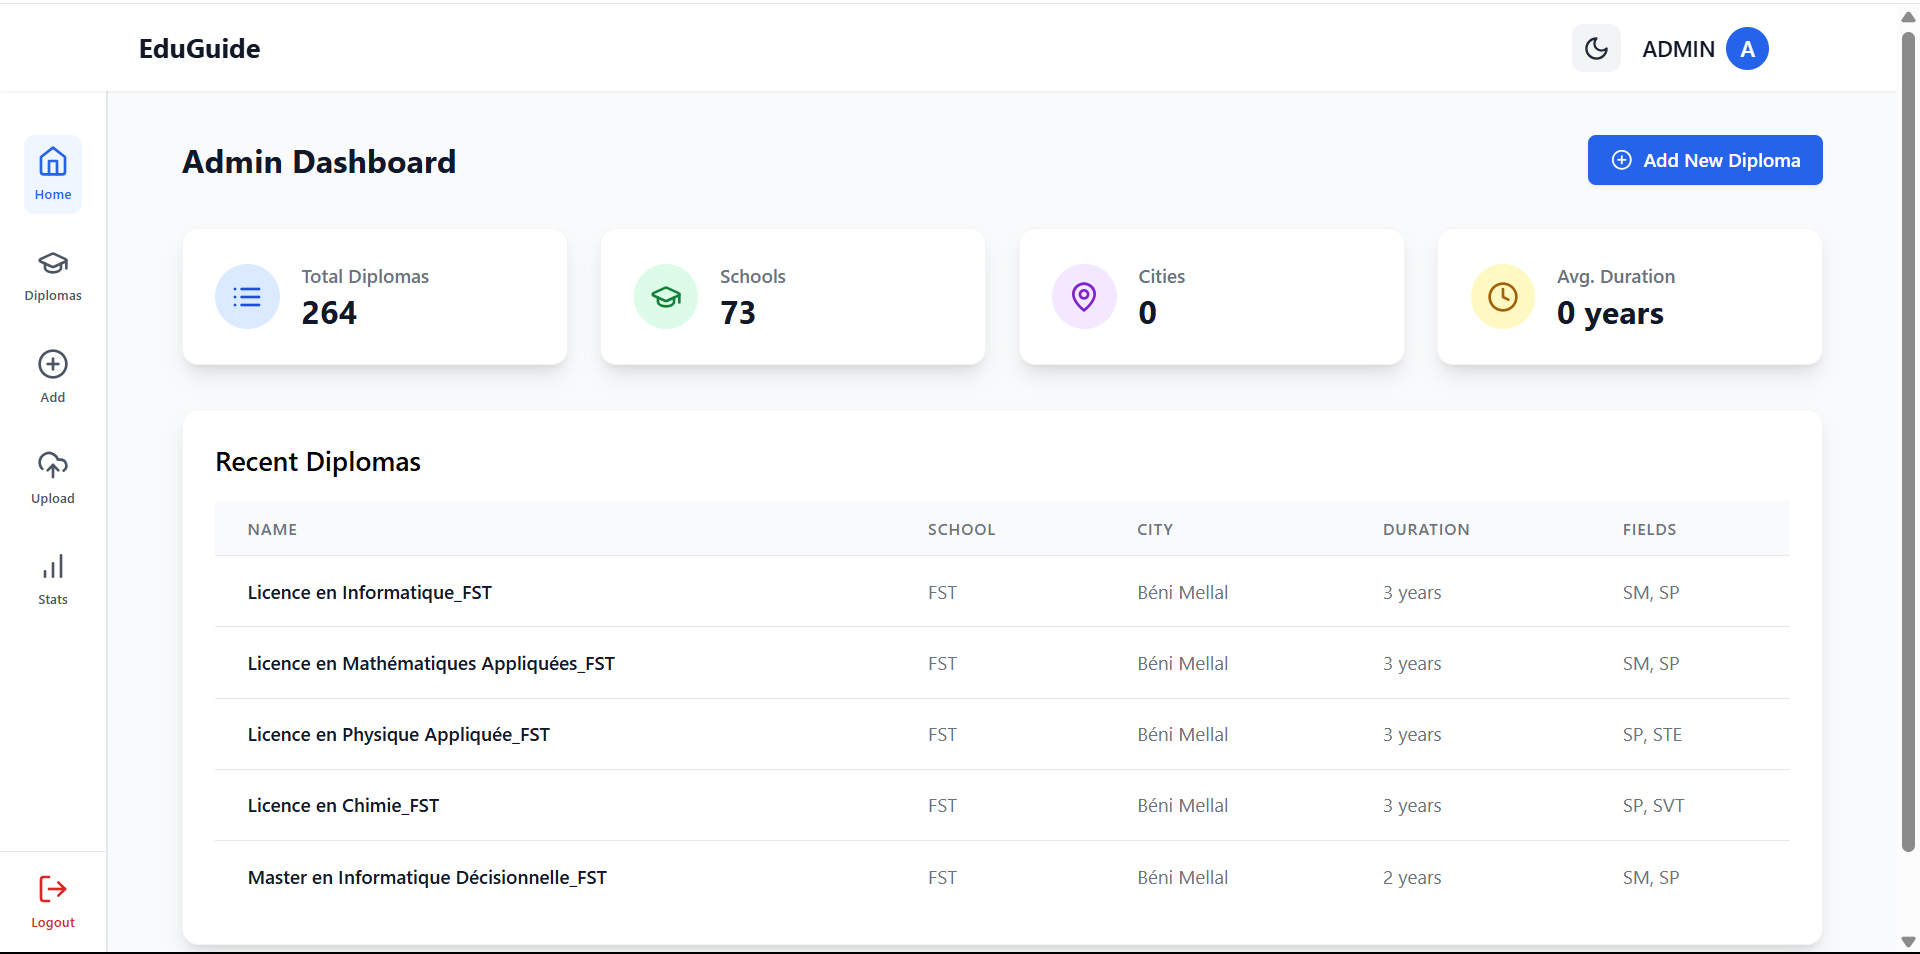 EduGuide
ADMIN A
Home
Diplomas
Add
Upload
Stats
Logout
Admin Dashboard
Add New Diploma
Total Diplomas
264
Schools
73
Cities
0
Avg. Duration
0 years
Recent Diplomas
NAME SCHOOL CITY DURATION FIELDS
Licence en Informatique_FST FST Béni Mellal 3 years SM, SP
Licence en Mathématiques Appliquées_FST FST Béni Mellal 3 years SM, SP
Licence en Physique Appliquée_FST FST Béni Mellal 3 years SP, STE
Licence en Chimie_FST FST Béni Mellal 3 years SP, SVT
Master en Informatique Décisionnelle_FST FST Béni Mellal 2 years SM, SP